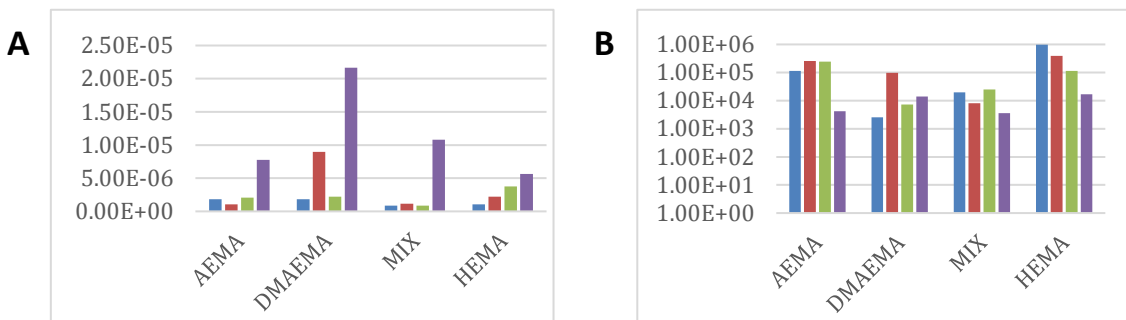 A
2.50E-05
2.00E-05
1.50E-05
1.00E-05
5.00E-06
0.00E+00
AEMA
DMAEMA
MIX
HEMA
B
1.00E+06
1.00E+05
1.00E+04
1.00E+03
1.00E+02
1.00E+01
1.00E+00
AEMA
DMAEMA
MIX
HEMA